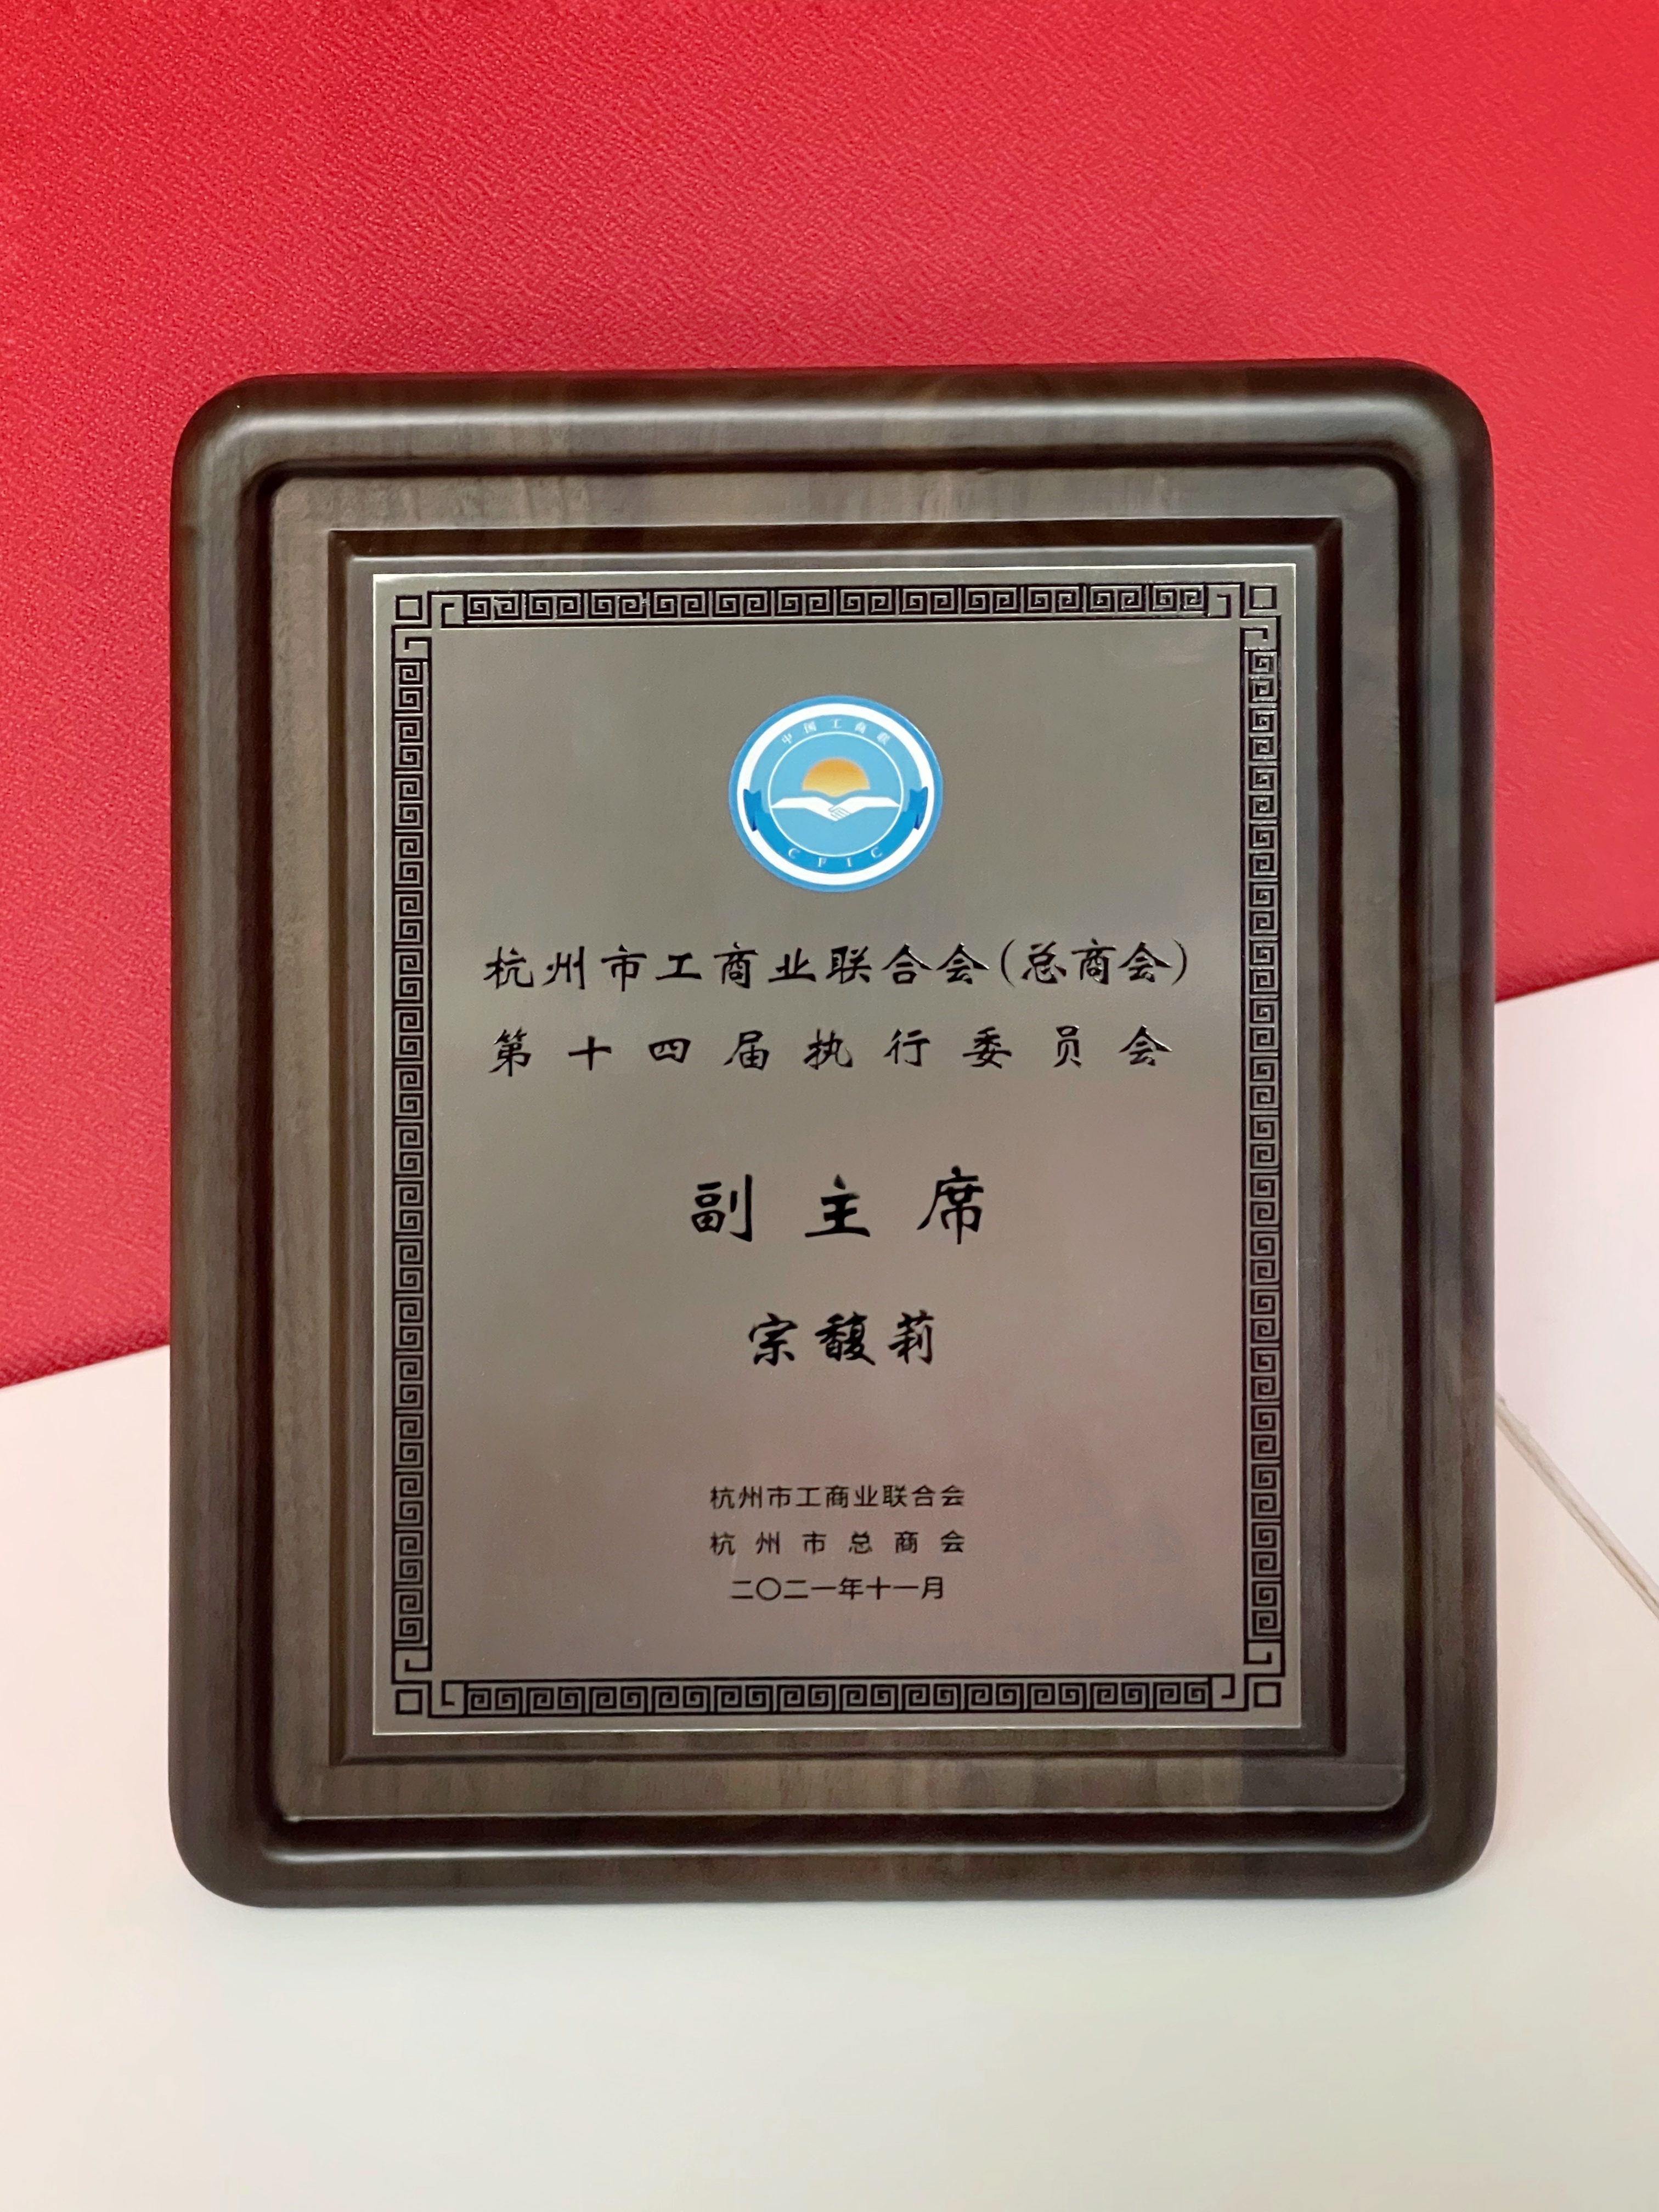 中国工商联
CFIC
杭州市工商业联合会(总商会)
第十四届执行委员会
副主席
宗馥莉
杭州市工商业联合会
杭州市总商会
二〇二一年十一月